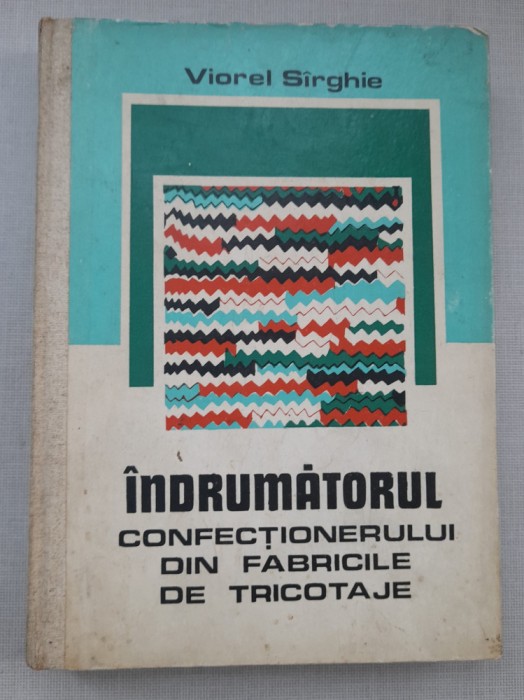 Viorel Sîrghie
ÎNDRUMĂTORUL
CONFECȚIONERULUI
DIN FABRICILE
DE TRICOTAJE